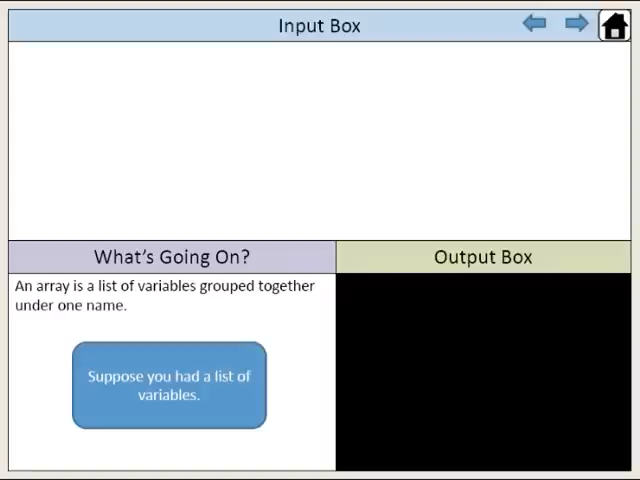 Input Box
What's Going On?
Output Box
An array is a list of variables grouped together
under one name.
Suppose you had a list of
variables.